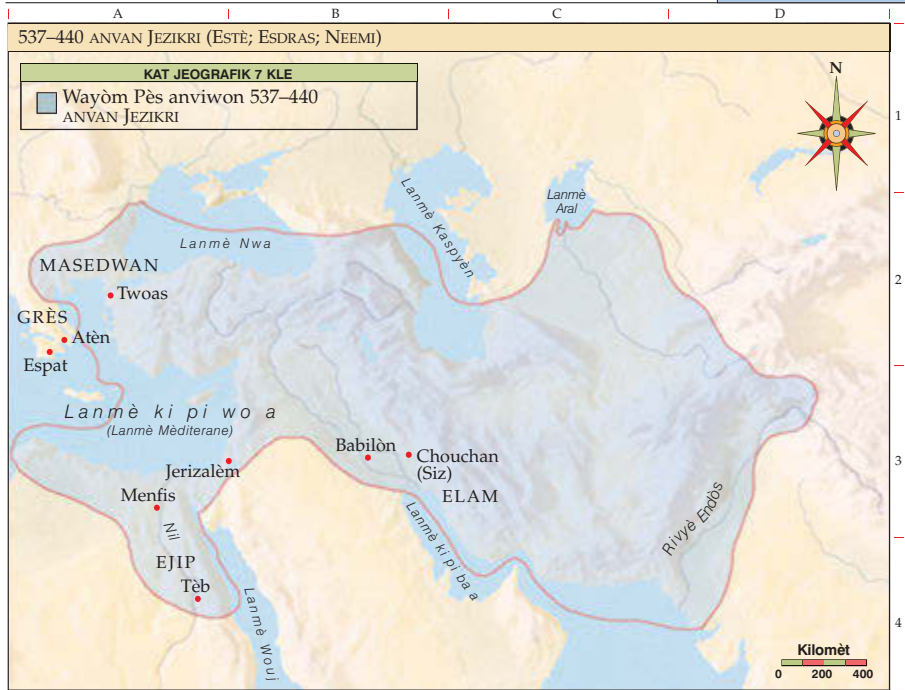 A B C D
537–440 ANVAN JEZIKRI (ESTÈ; ESDRAS; NEEMI)
KAT JEOGRAFIK 7 KLE
Wayòm Pès anviwon 537–440
ANVAN JEZIKRI
N
1
Lanmè Kaspyèn
Lanmè
Aral
Lanmè Nwa
MASEDWAN
2
Twoas
GRÈS
Atèn
Espat
Lanmè ki pi wo a
(Lanmè Mèditerane)
Babilòn
Chouchan
(Siz)
3
Jerizalèm
Menfis
ELAM
Nil
Lanmè ki pi ba a
Rivyè Endòs
EJIP
Tèb
Lanmè Wouj
4
Kilomèt
0 200 400